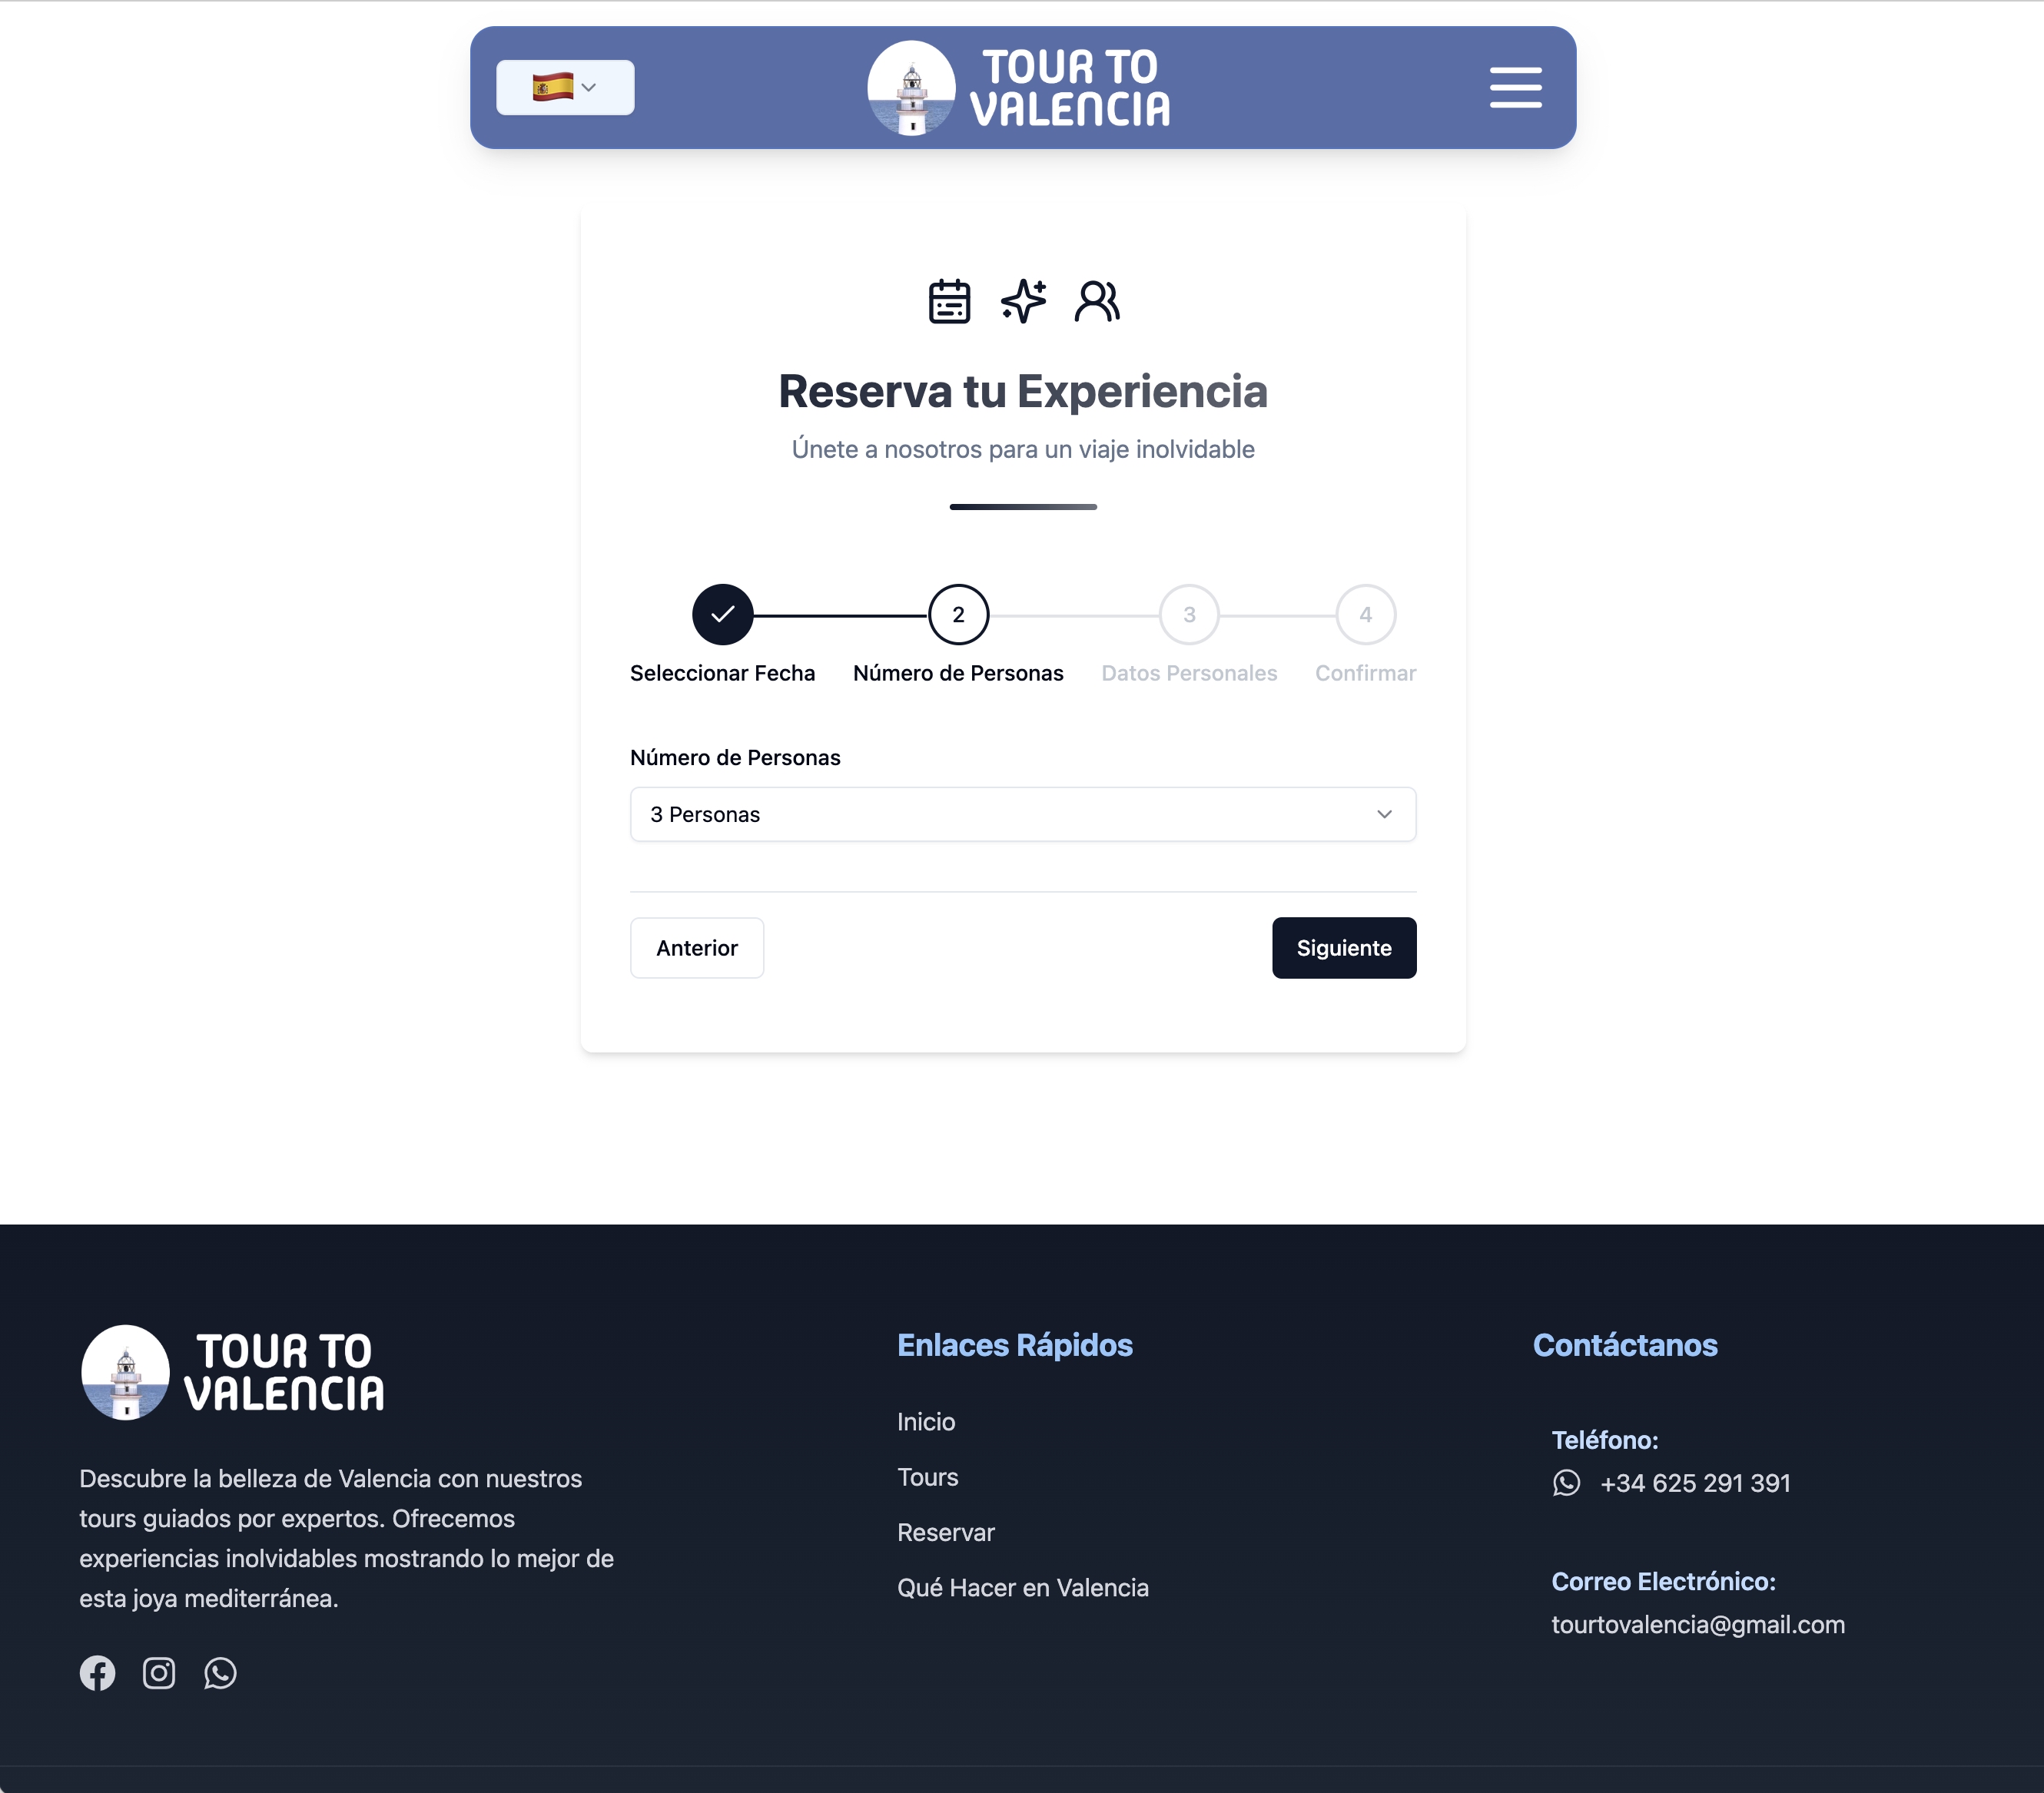 TOUR TO
VALENCIA
Reserva tu Experiencia
Únete a nosotros para un viaje inolvidable
2
3
4
Seleccionar Fecha
Número de Personas
Datos Personales
Confirmar
Número de Personas
3 Personas
Anterior
Siguiente
TOUR TO
VALENCIA
Descubre la belleza de Valencia con nuestros
tours guiados por expertos. Ofrecemos
experiencias inolvidables mostrando lo mejor de
esta joya mediterránea.
Enlaces Rápidos
Inicio
Tours
Reservar
Qué Hacer en Valencia
Contáctanos
Teléfono:
+34 625 291 391
Correo Electrónico:
tourtovalencia@gmail.com